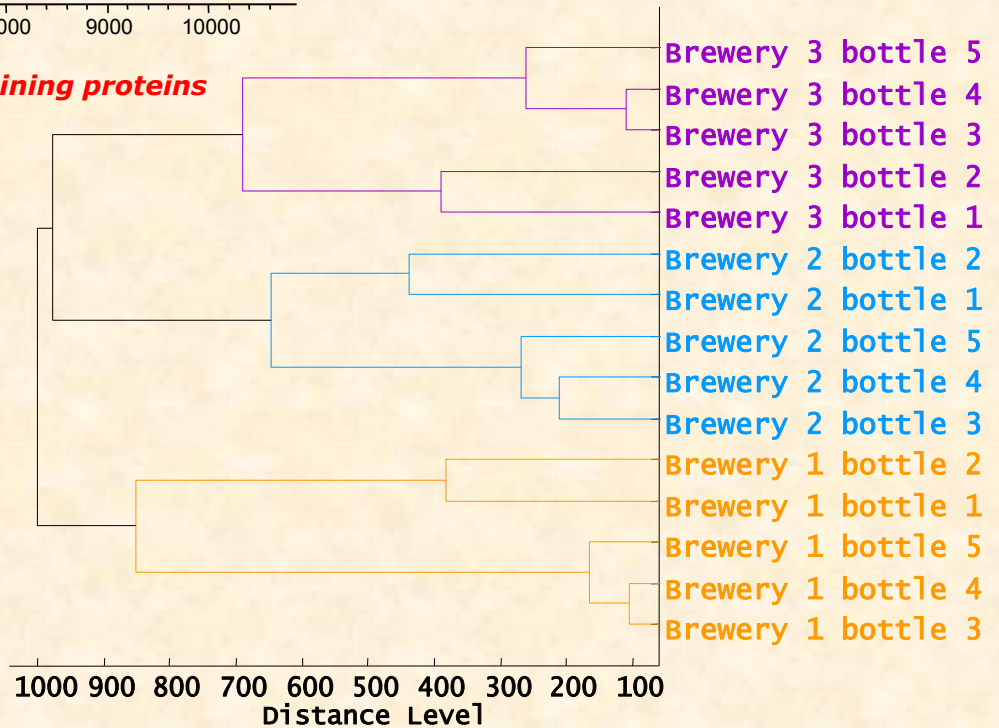 9000 10000
proteins
Brewery 3 bottle 5
Brewery 3 bottle 4
Brewery 3 bottle 3
Brewery 3 bottle 2
Brewery 3 bottle 1
Brewery 2 bottle 2
Brewery 2 bottle 1
Brewery 2 bottle 5
Brewery 2 bottle 4
Brewery 2 bottle 3
Brewery 1 bottle 2
Brewery 1 bottle 1
Brewery 1 bottle 5
Brewery 1 bottle 4
Brewery 1 bottle 3
1000 900 800 700 600 500 400 300 200 100
Distance Level